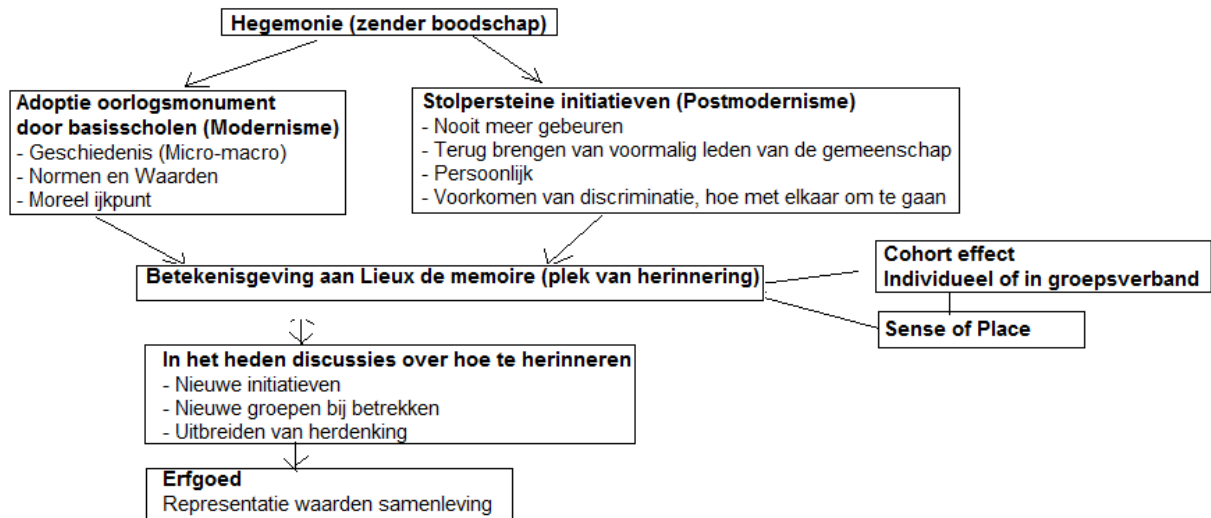 Hegemonie (zender boodschap)
Adoptie oorlogsmonument
door basisscholen (Modernisme)
- Geschiedenis (Micro-macro)
- Normen en Waarden
- Moreel ijkpunt
Stolpersteine initiatieven (Postmodernisme)
- Nooit meer gebeuren
- Terug brengen van voormalig leden van de gemeenschap
- Persoonlijk
- Voorkomen van discriminatie, hoe met elkaar om te gaan
Betekenisgeving aan Lieux de memoire (plek van herinnering)
Cohort effect
Individueel of in groepsverband
Sense of Place
In het heden discussies over hoe te herinneren
- Nieuwe initiatieven
- Nieuwe groepen bij betrekken
- Uitbreiden van herdenking
Erfgoed
Representatie waarden samenleving